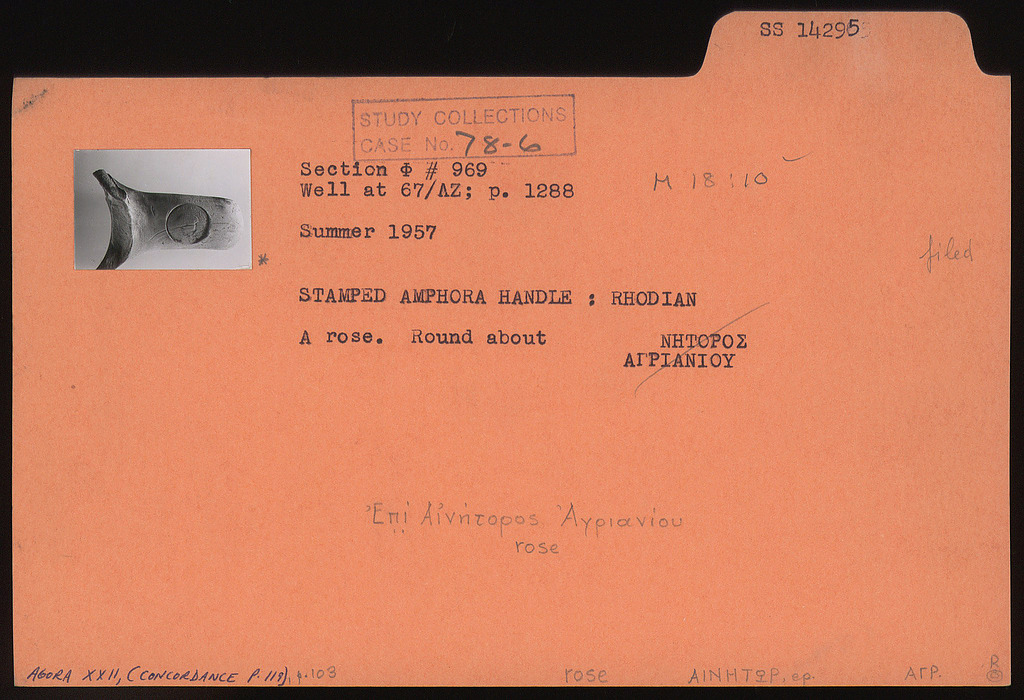 SS 14295
STUDY COLLECTIONS
CASE No. 78-6
Section Φ # 969
Well at 67/ΛΖ; p. 1288
M 18:10
Summer 1957
filed
*
STAMPED AMPHORA HANDLE : RHODIAN
A rose. Round about
ΝΗΤΟΡΟΣ
ΑΓΡΙΑΝΙΟΥ
Ἐπὶ Αἰνήτορος Ἀγριανίου
rose
AGORA XXII, (CONCORDANCE P. 119), p. 103
rose
ΑΙΝΗΤΩΡ, ep.
ΑΓΡ.
R